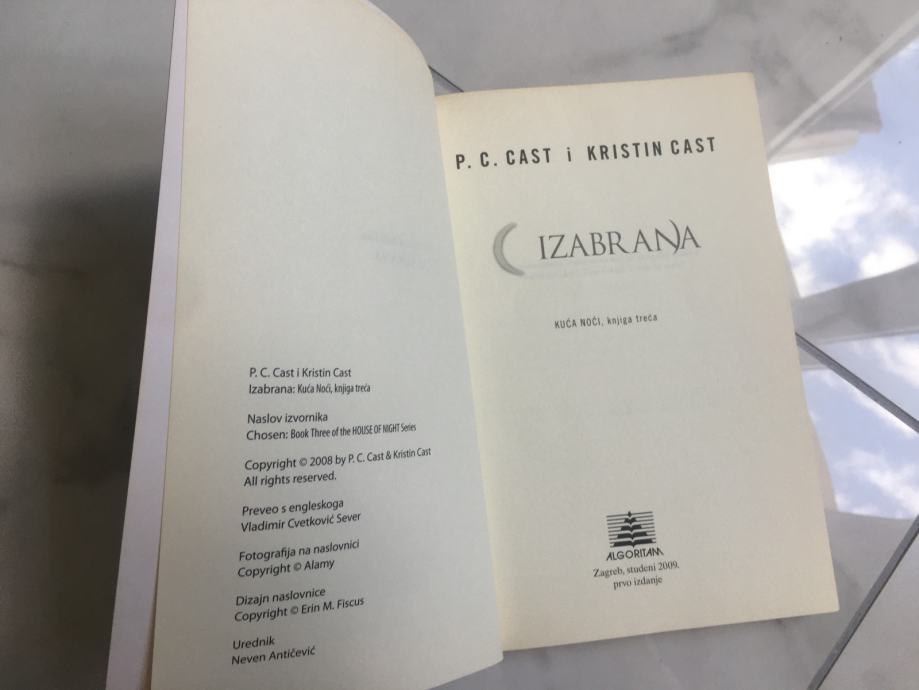 P. C. Cast i Kristin Cast
Izabrana: Kuća Noći, knjiga treća
Naslov izvornika
Chosen: Book Three of the HOUSE OF NIGHT Series
Copyright © 2008 by P. C. Cast & Kristin Cast
All rights reserved.
Preveo s engleskoga
Vladimir Cvetković Sever
Fotografija na naslovnici
Copyright © Alamy
Dizajn naslovnice
Copyright © Erin M. Fiscus
Urednik
Neven Antičević
P. C. CAST i KRISTIN CAST
IZABRANA
KUĆA NOĆI, knjiga treća
ALGORITAM
Zagreb, studeni 2009.
prvo izdanje